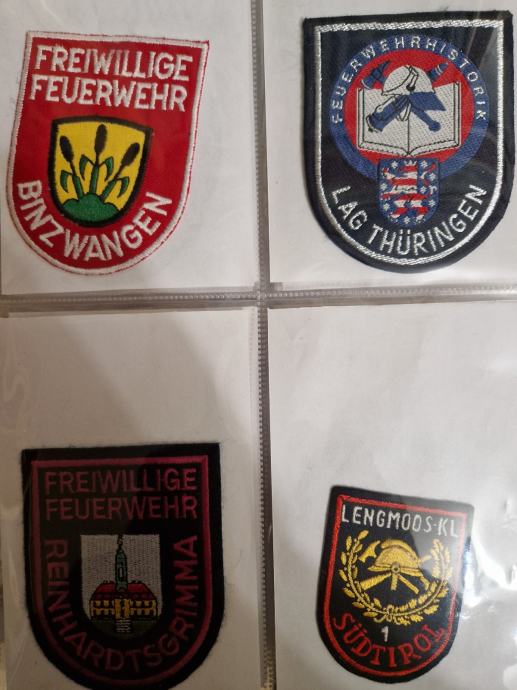 FREIWILLIGE
FEUERWEHR
BINZWANGEN
FEUERWEHRHISTORIK
LAG THÜRINGEN
FREIWILLIGE
FEUERWEHR
REINHARDTSGRIMMA
LENGMOOS-KL
1
SÜDTIROL